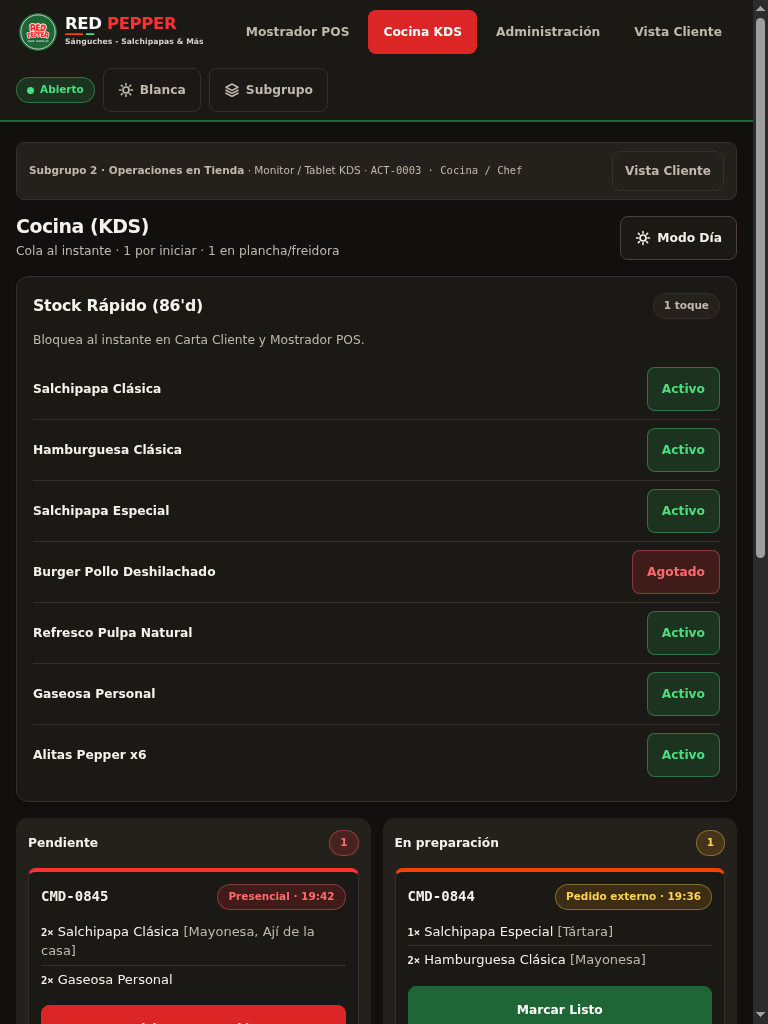 RED PEPPER
Sánguches - Salchipapas & Más
Mostrador POS
Cocina KDS
Administración
Vista Cliente
Abierto
Blanca
Subgrupo
Subgrupo 2 · Operaciones en Tienda · Monitor / Tablet KDS · ACT-0003 · Cocina / Chef
Vista Cliente
Cocina (KDS)
Cola al instante · 1 por iniciar · 1 en plancha/freidora
Modo Día
Stock Rápido (86'd)
1 toque
Bloquea al instante en Carta Cliente y Mostrador POS.
Salchipapa Clásica
Activo
Hamburguesa Clásica
Activo
Salchipapa Especial
Activo
Burger Pollo Deshilachado
Agotado
Refresco Pulpa Natural
Activo
Gaseosa Personal
Activo
Alitas Pepper x6
Activo
Pendiente
1
CMD-0845
Presencial · 19:42
2× Salchipapa Clásica [Mayonesa, Ají de la
casa]
2× Gaseosa Personal
En preparación
1
CMD-0844
Pedido externo · 19:36
1× Salchipapa Especial [Tártara]
2× Hamburguesa Clásica [Mayonesa]
Marcar Listo